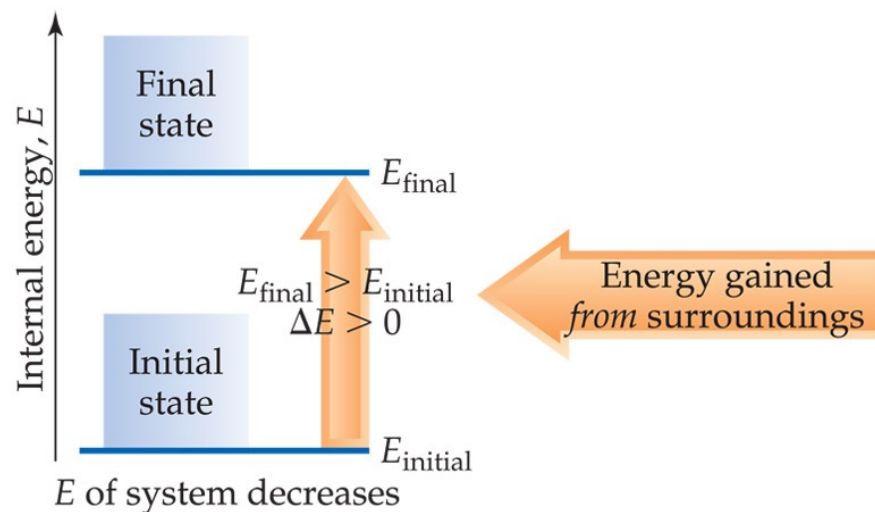 Internal energy, E
Final
state
E_final
E_final > E_initial
ΔE > 0
Energy gained
from surroundings
Initial
state
E_initial
E of system decreases